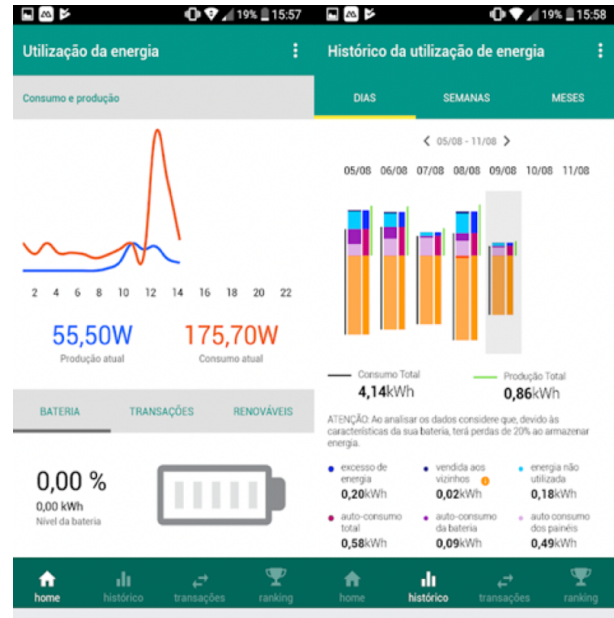 19% 15:57
Utilização da energia
Consumo e produção
2 4 6 8 10 12 14 16 18 20 22
55,50W
Produção atual
175,70W
Consumo atual
BATERIA TRANSAÇÕES RENOVÁVEIS
0,00 %
0,00 kWh
Nível da bateria
home histórico transações ranking
19% 15:58
Histórico da utilização de energia
DIAS SEMANAS MESES
05/08 - 11/08
05/08 06/08 07/08 08/08 09/08 10/08 11/08
Consumo Total
4,14kWh
Produção Total
0,86kWh
ATENÇÃO: Ao analisar os dados considere que, devido às
características da sua bateria, terá perdas de 20% ao armazenar
energia.
excesso de
energia
0,20kWh
vendida aos
vizinhos
0,02kWh
energia não
utilizada
0,18kWh
auto-consumo
total
0,58kWh
auto-consumo
da bateria
0,09kWh
auto consumo
dos painéis
0,49kWh
home histórico transações ranking